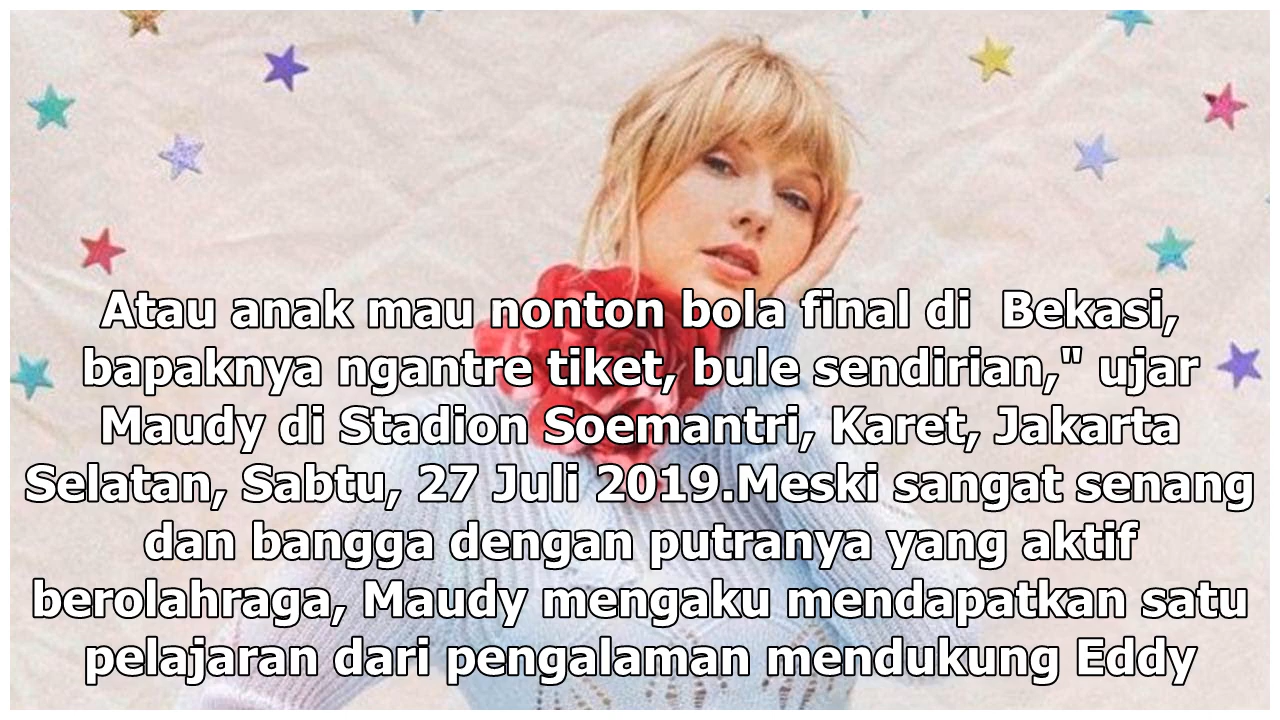 Atau anak mau nonton bola final di  Bekasi,
bapaknya ngantre tiket, bule sendirian," ujar
Maudy di Stadion Soemantri, Karet, Jakarta
Selatan, Sabtu, 27 Juli 2019.Meski sangat senang
dan bangga dengan putranya yang aktif
berolahraga, Maudy mengaku mendapatkan satu
pelajaran dari pengalaman mendukung Eddy